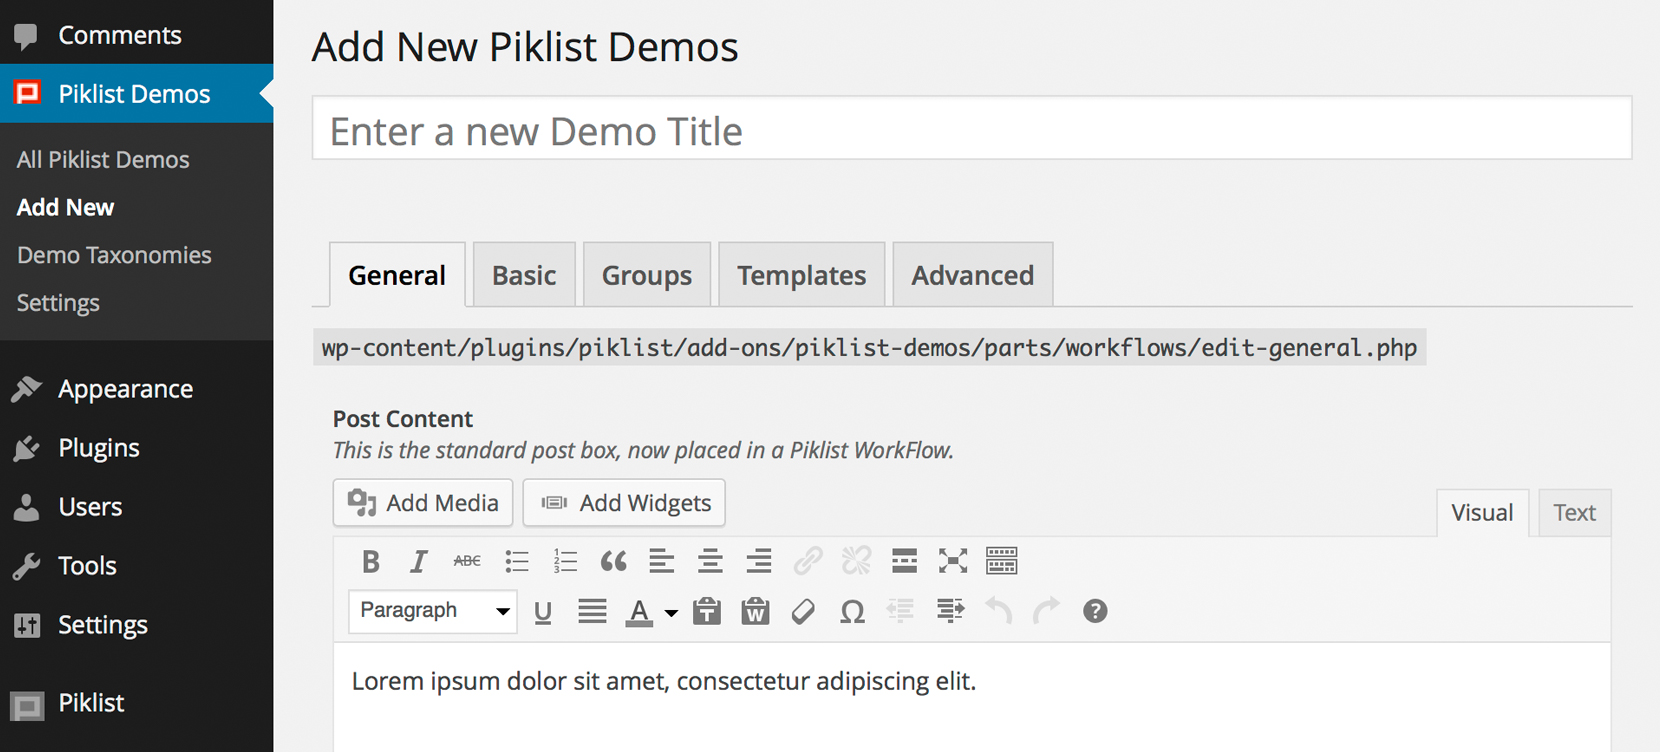 Comments
Piklist Demos
All Piklist Demos
Add New
Demo Taxonomies
Settings
Appearance
Plugins
Users
Tools
Settings
Piklist
Add New Piklist Demos
Enter a new Demo Title
General Basic Groups Templates Advanced
wp-content/plugins/piklist/add-ons/piklist-demos/parts/workflows/edit-general.php
Post Content
This is the standard post box, now placed in a Piklist WorkFlow.
Add Media Add Widgets Visual Text
B I ABC
Paragraph U A T W Ω ?
Lorem ipsum dolor sit amet, consectetur adipiscing elit.